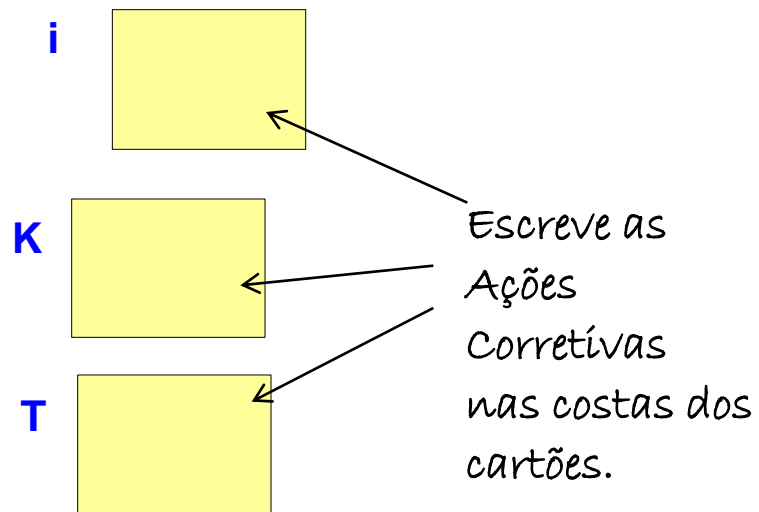 i
K
T
Escreve as
Ações
Corretivas
nas costas dos
cartões.